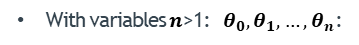 • With variables n>1: θ₀, θ₁, …, θₙ: